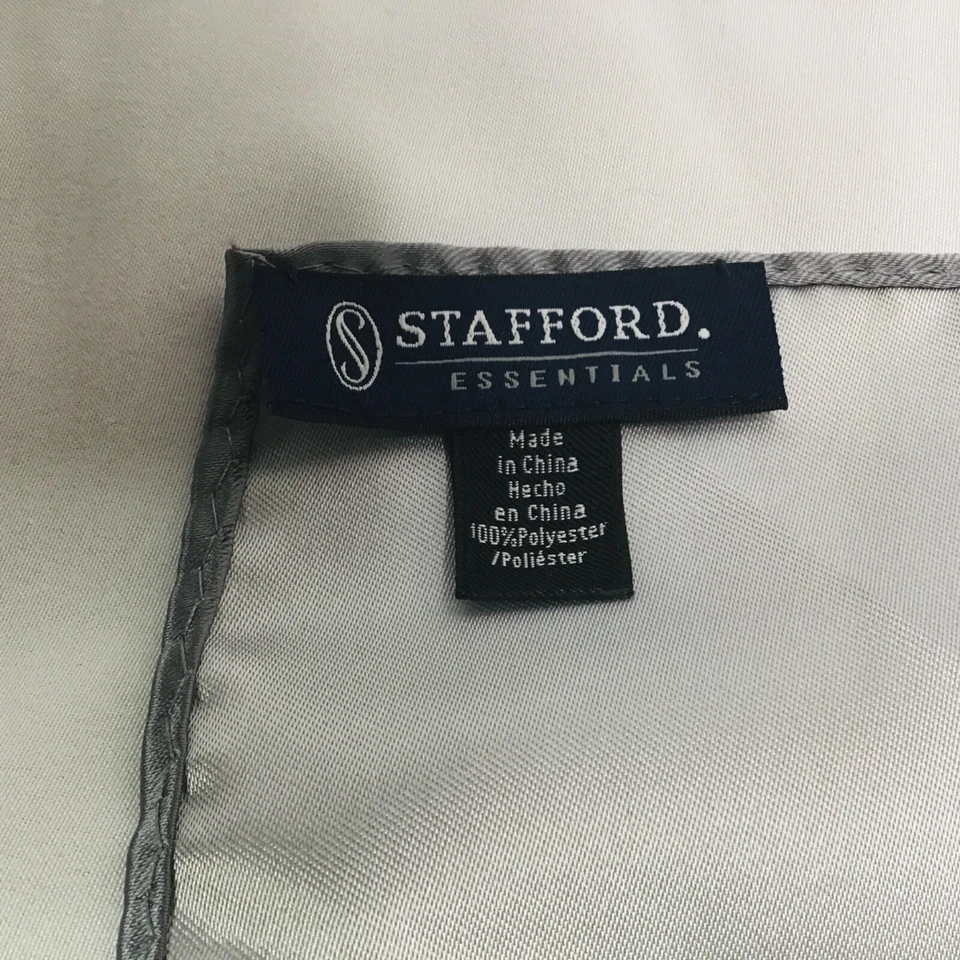 S STAFFORD.
ESSENTIALS
Made
in China
Hecho
en China
100%Polyester
/Poliéster